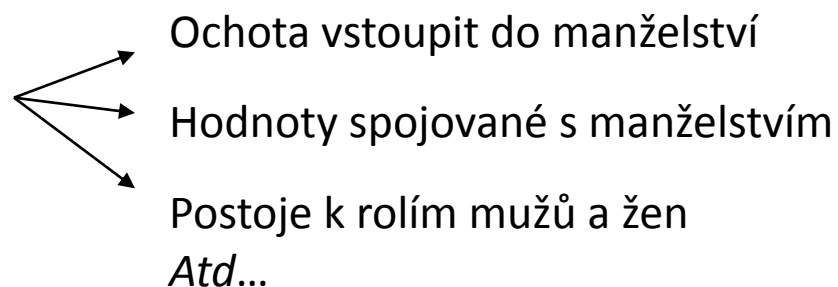 Ochota vstoupit do manželství
Hodnoty spojované s manželstvím
Postoje k rolím mužů a žen
Atd...